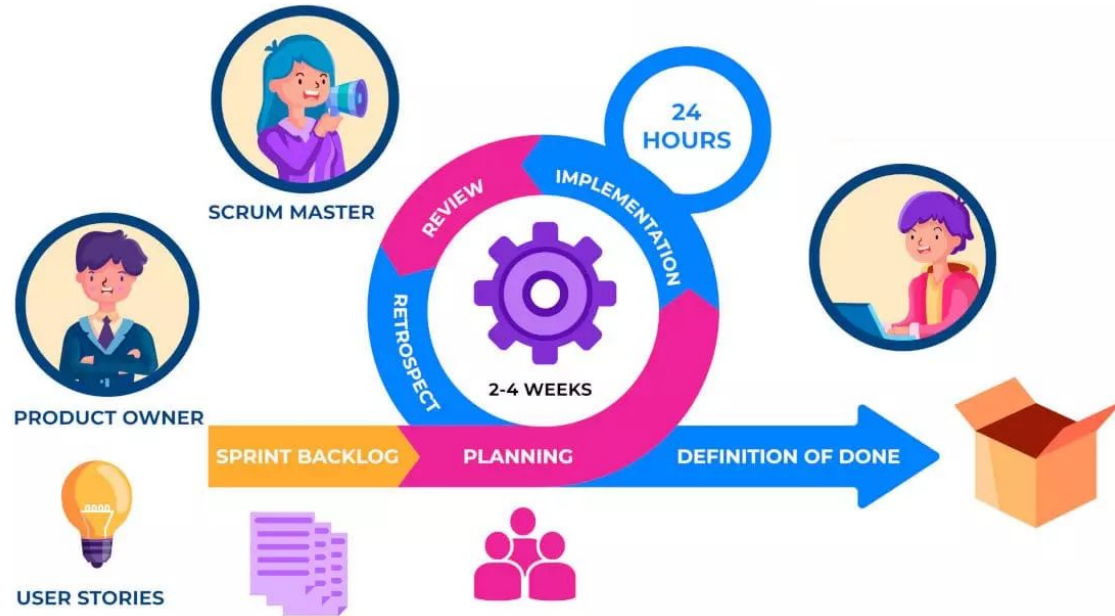 SCRUM MASTER
24
HOURS
REVIEW
IMPLEMENTATION
RETROSPECT
2-4 WEEKS
PRODUCT OWNER
SPRINT BACKLOG
PLANNING
DEFINITION OF DONE
USER STORIES